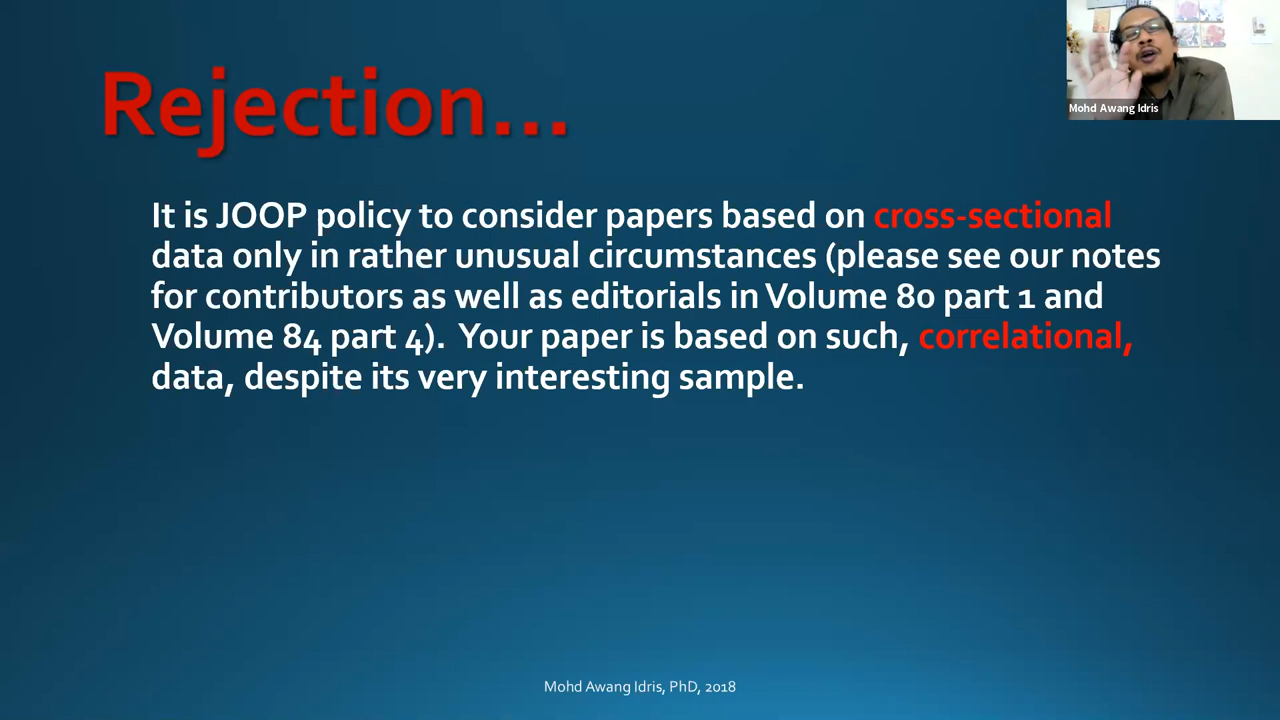 Rejection...
Mohd Awang Idris
It is JOOP policy to consider papers based on cross-sectional
data only in rather unusual circumstances (please see our notes
for contributors as well as editorials in Volume 80 part 1 and
Volume 84 part 4).  Your paper is based on such, correlational,
data, despite its very interesting sample.
Mohd Awang Idris, PhD, 2018